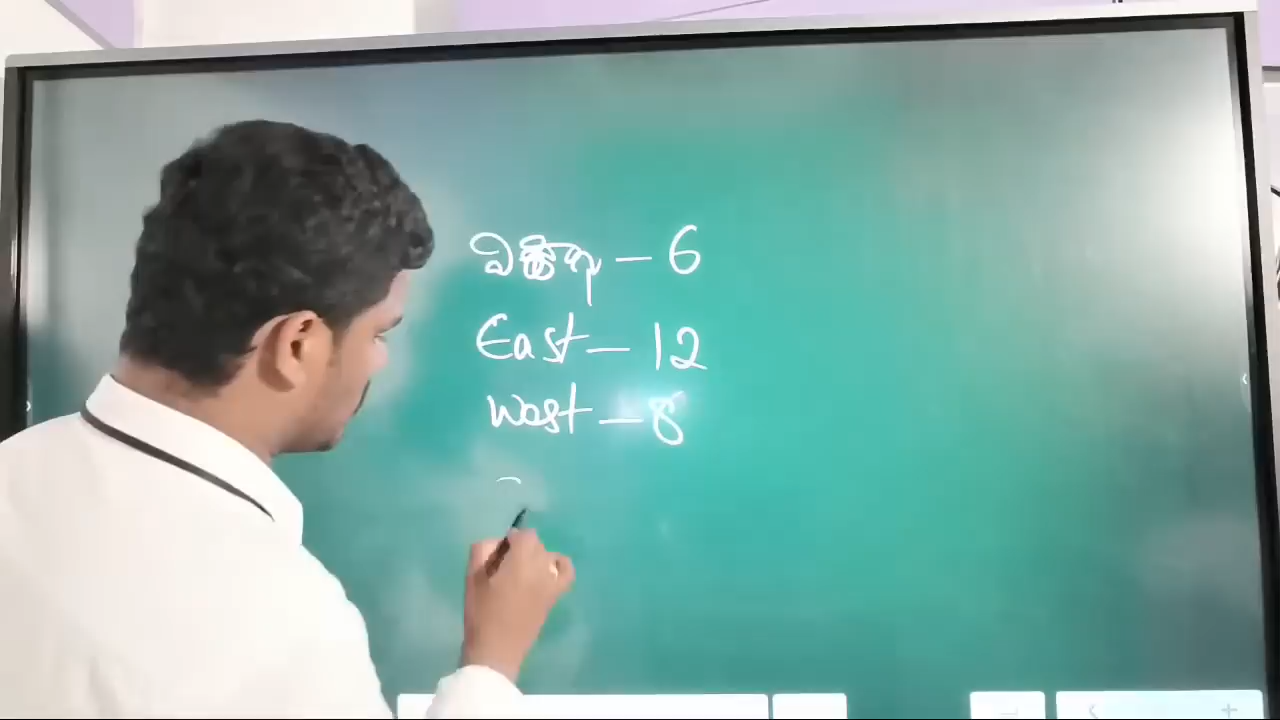 – 6
East – 12
West – 8